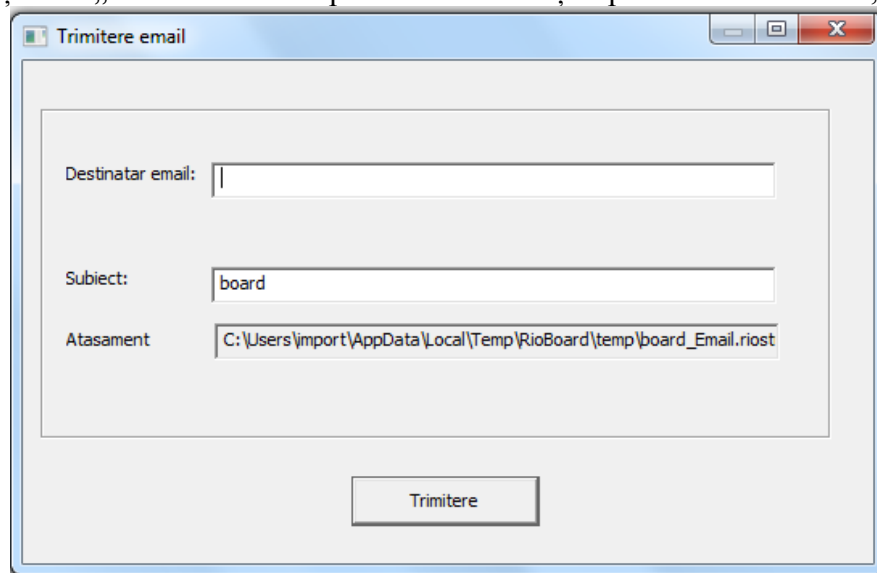 Trimitere email
Destinatar email:
Subiect:
board
Atasament
C:\Users\import\AppData\Local\Temp\RioBoard\temp\board_Email.riost
Trimitere